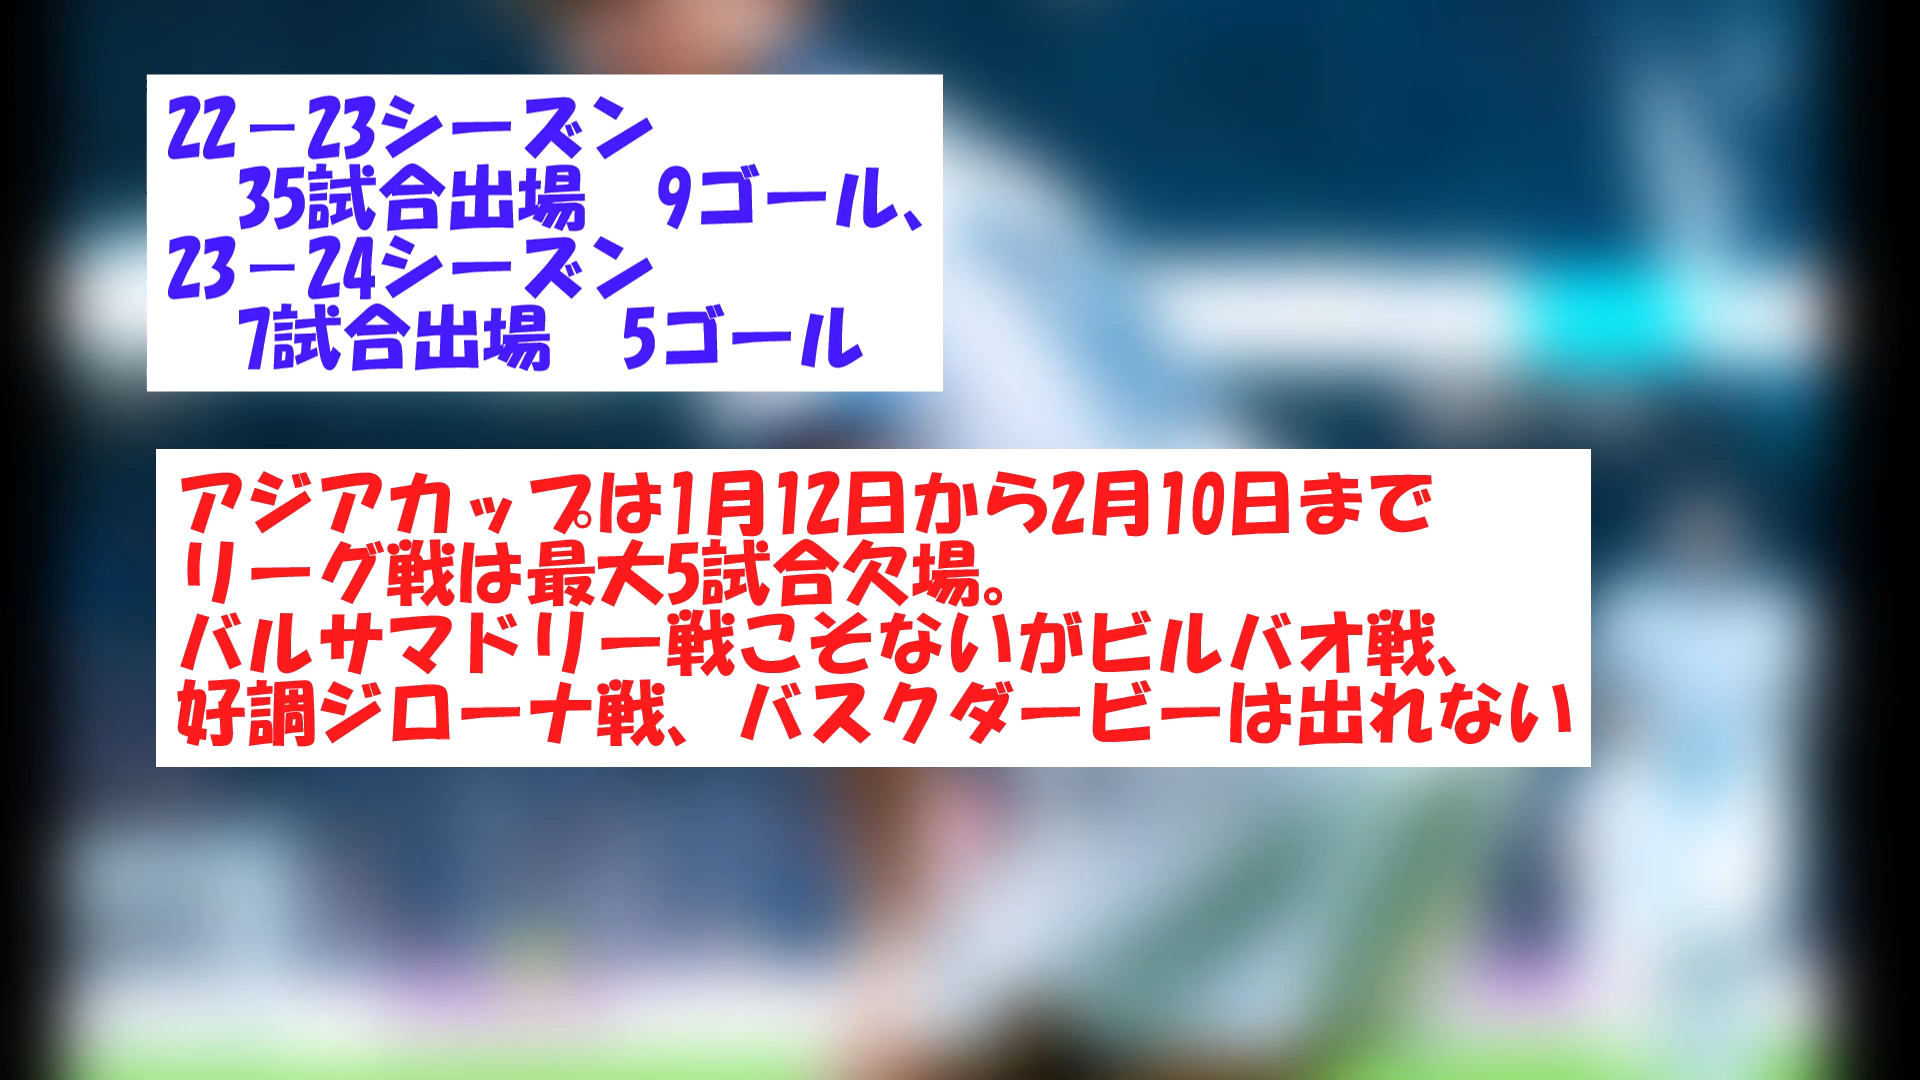 22－23シーズン
　35試合出場　9ゴール、
23－24シーズン
　7試合出場　5ゴール
アジアカップは1月12日から2月10日まで
リーグ戦は最大5試合欠場。
バルサマドリー戦こそないがビルバオ戦、
好調ジローナ戦、バスクダービーは出れない